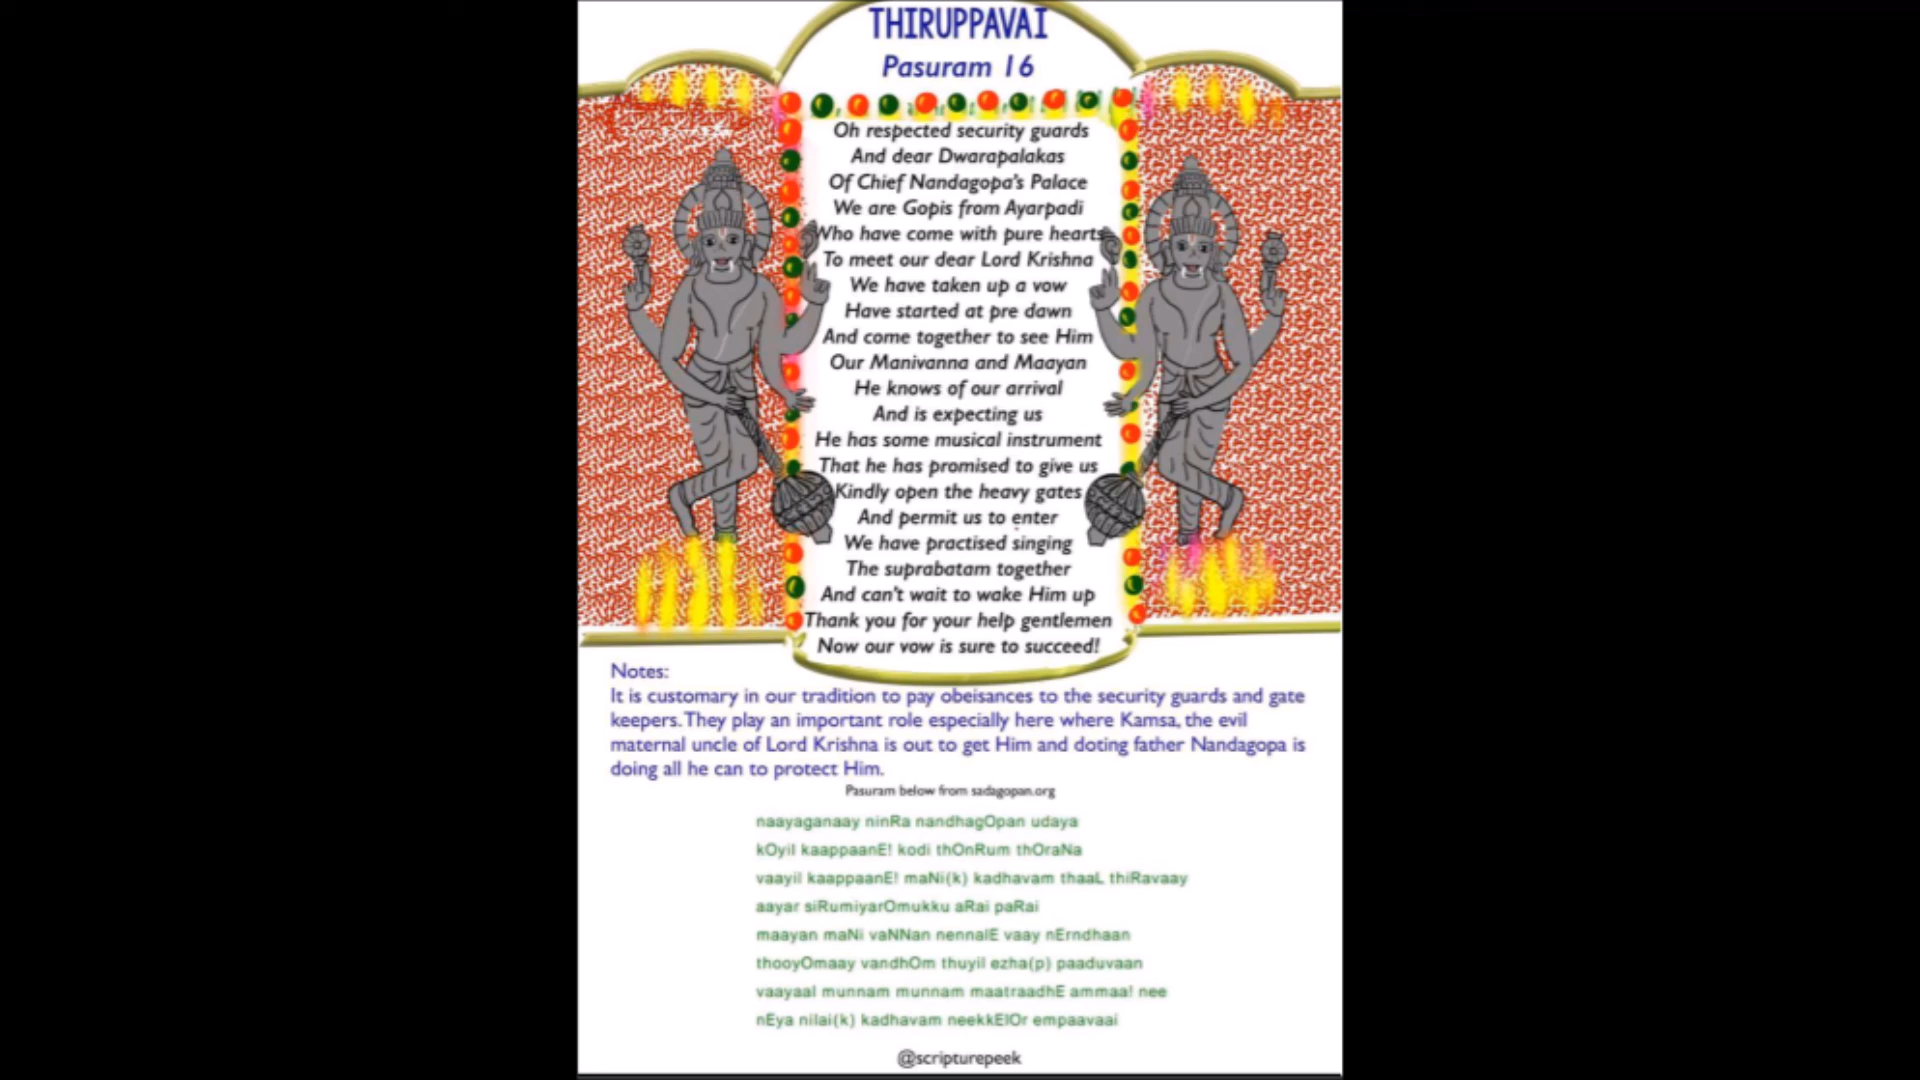 THIRUPPAVAI
Pasuram 16
Oh respected security guards
And dear Dwarapalakas
Of Chief Nandagopa's Palace
We are Gopis from Ayarpadi
Who have come with pure hearts
To meet our dear Lord Krishna
We have taken up a vow
Have started at pre dawn
And come together to see Him
Our Manivanna and Maayan
He knows of our arrival
And is expecting us
He has some musical instrument
That he has promised to give us
Kindly open the heavy gates
And permit us to enter
We have practised singing
The suprabatam together
And can't wait to wake Him up
Thank you for your help gentlemen
Now our vow is sure to succeed!
Notes:
It is customary in our tradition to pay obeisances to the security guards and gate
keepers. They play an important role especially here where Kamsa, the evil
maternal uncle of Lord Krishna is out to get Him and doting father Nandagopa is
doing all he can to protect Him.
Pasuram below from sadagopan.org
naayaganaay ninRa nandhagOpan udaya
kOyil kaappaanE! kodi thOnRum thOraNa
vaayil kaappaanE! maNi(k) kadhavam thaaL thiRavaay
aayar siRumiyarOmukku aRai paRai
maayan maNi vaNNan nennalE vaay nErndhaan
thooyOmaay vandhOm thuyil ezha(p) paaduvaan
vaayaal munnam munnam maatraadhE ammaa! nee
nEya nilai(k) kadhavam neekkElOr empaavaai
@scripturepeek